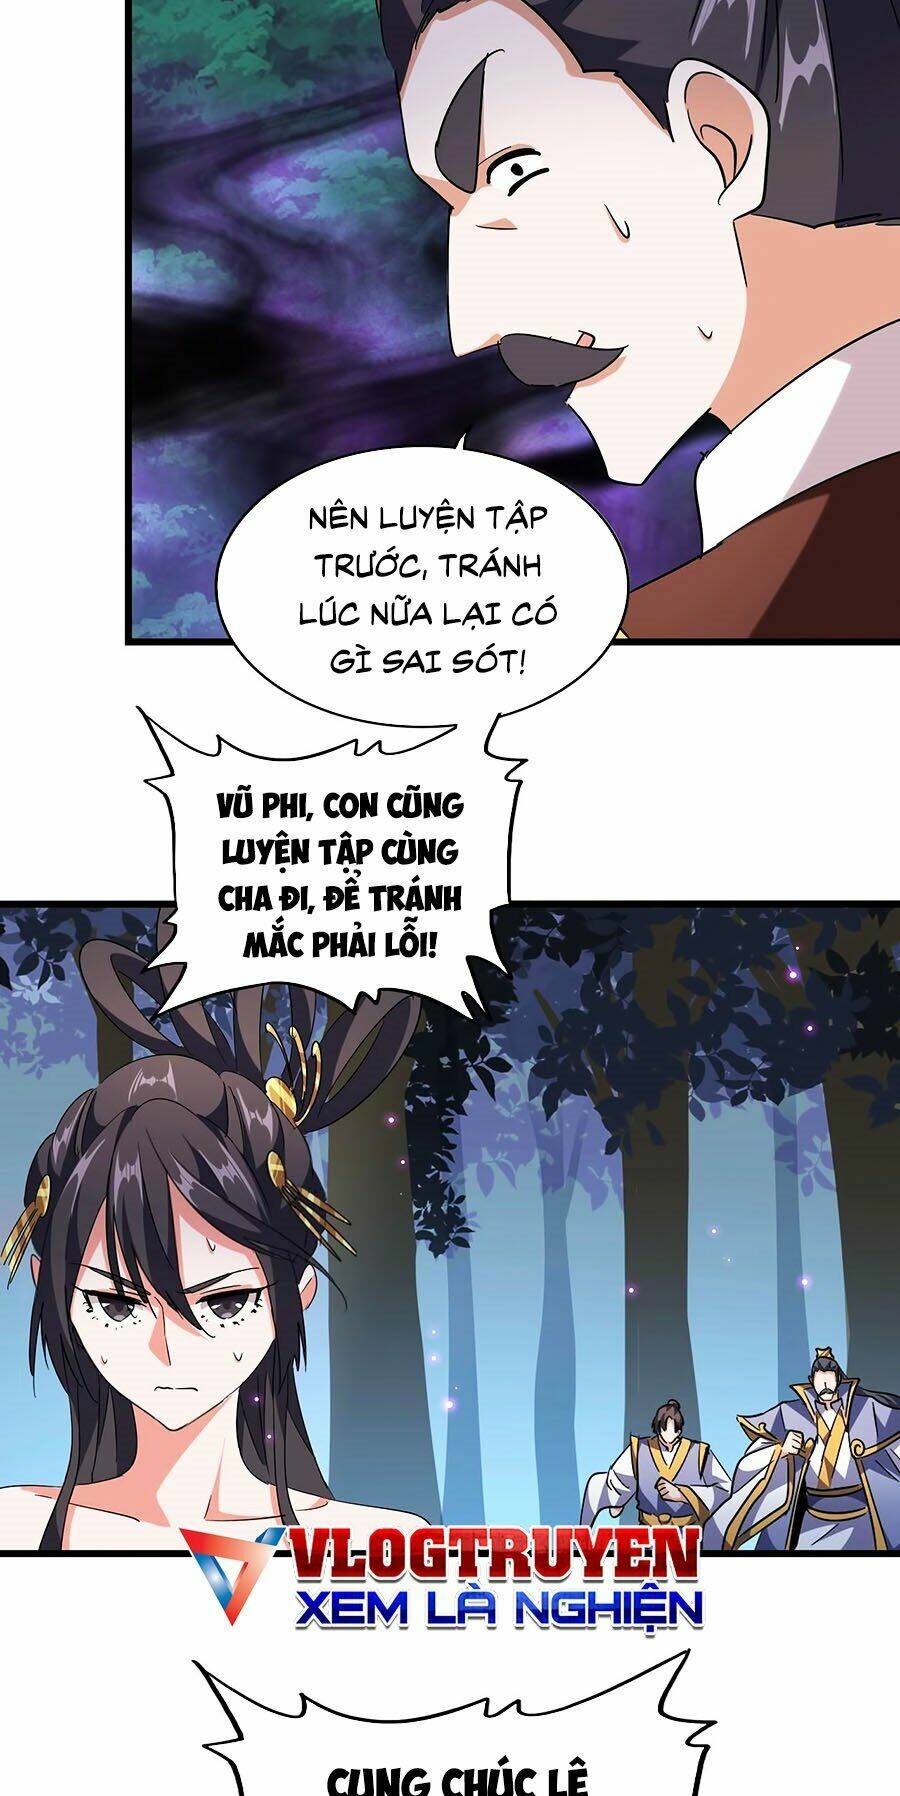 NÊN LUYỆN TẬP
TRƯỚC, TRÁNH
LÚC NỮA LẠI CÓ
GÌ SAI SÓT!
VŨ PHI, CON CŨNG
LUYỆN TẬP CÙNG
CHA ĐI, ĐỂ TRÁNH
MẮC PHẢI LỖI!
VLOGTRUYEN
XEM LÀ NGHIỆN
CUNG CHÚC LÊ